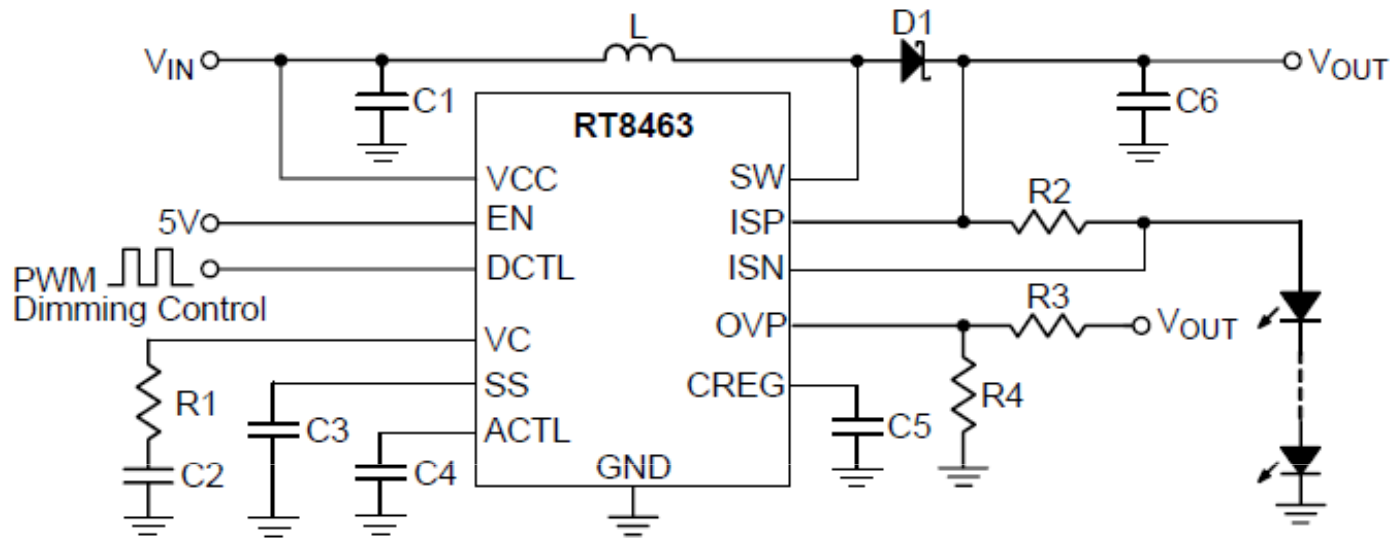 L
D1
VIN
VOUT
C1
C6
RT8463
VCC
SW
5V
EN
ISP
R2
PWM
Dimming Control
DCTL
ISN
R3
OVP
VOUT
VC
R1
SS
CREG
R4
C3
ACTL
C5
C2
C4
GND